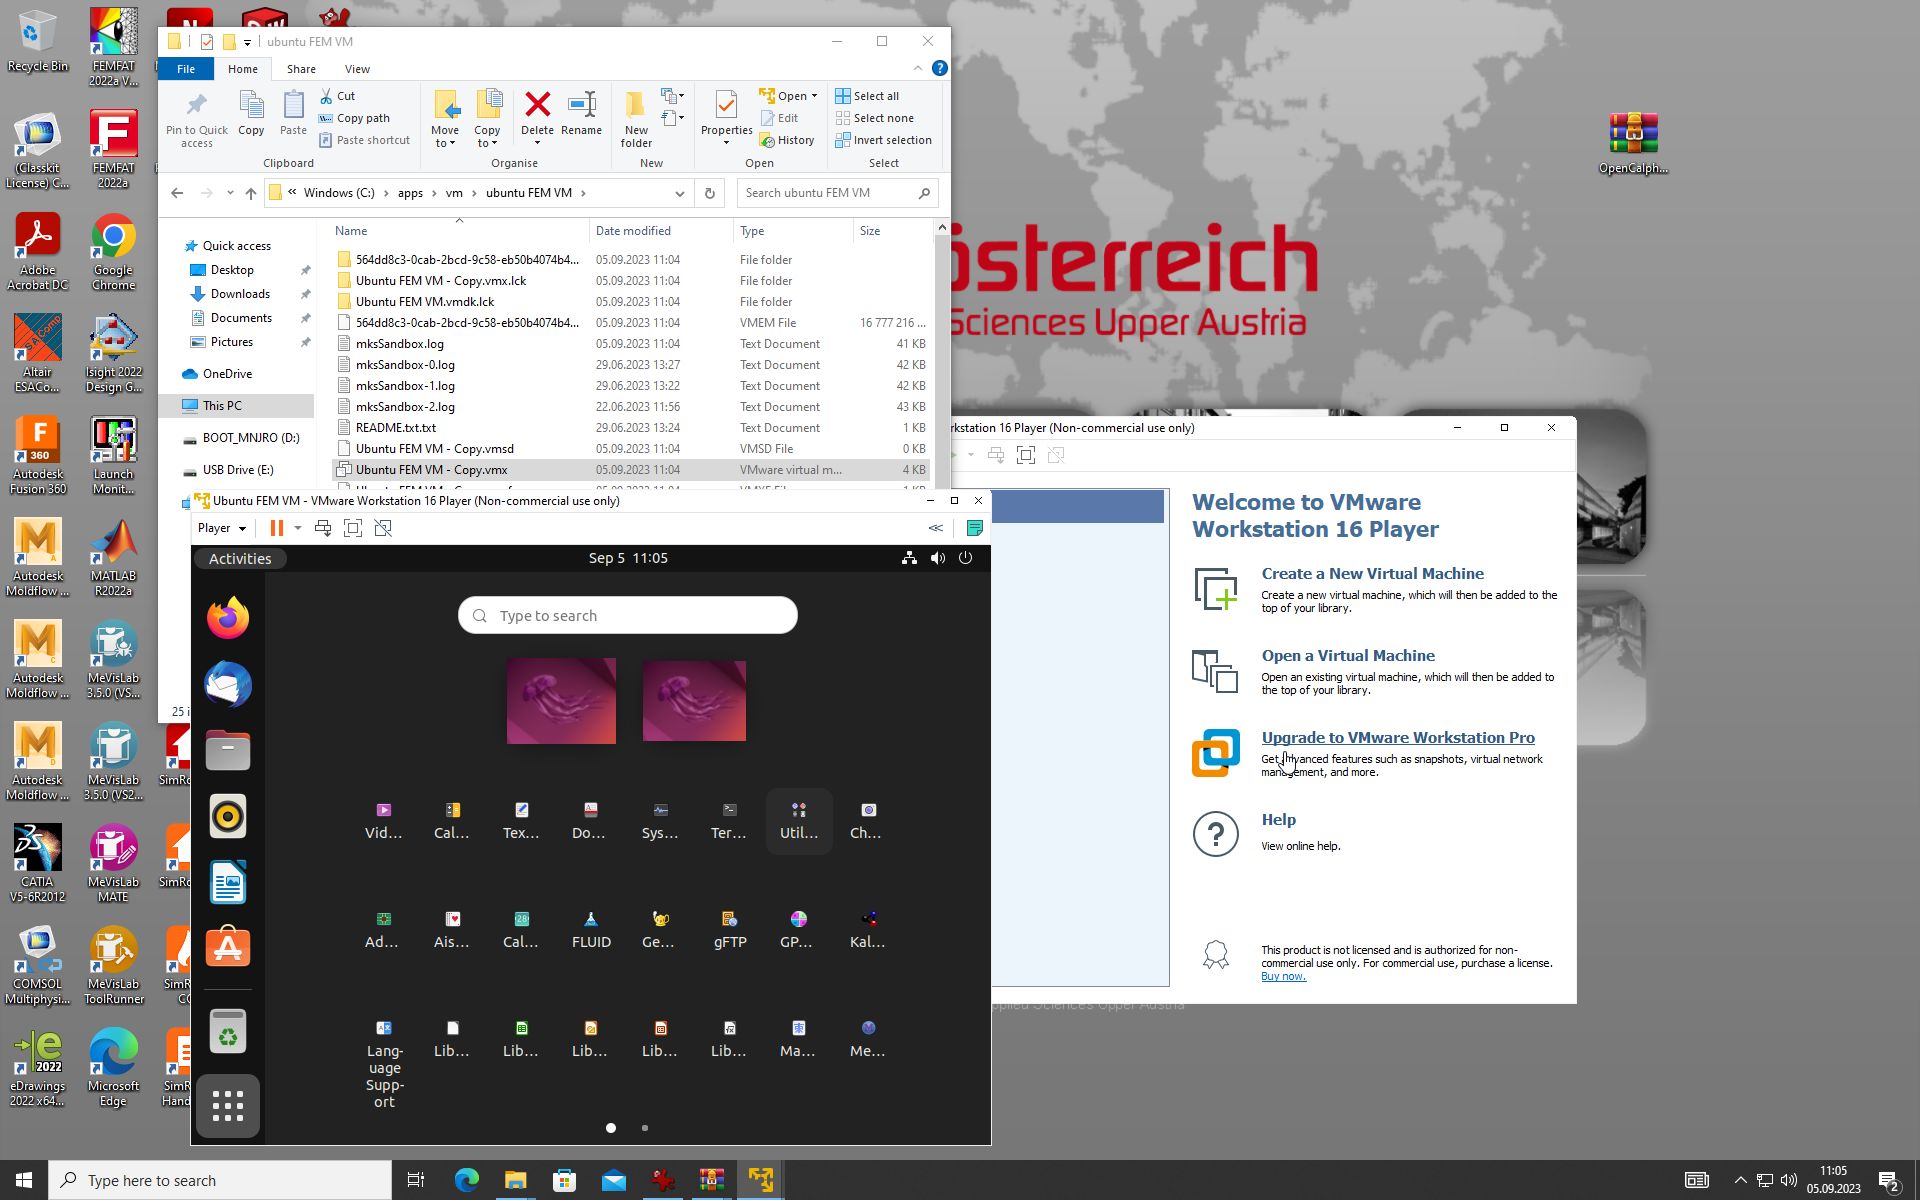 Recycle Bin
FEMFAT
2022a V...
(Classkit
License) C...
FEMFAT
2022a
Adobe
Acrobat DC
Google
Chrome
Altair
ESACo...
Isight 2022
Design G...
Autodesk
Fusion 360
Launch
Monit...
Autodesk
Moldflow ...
MATLAB
R2022a
Autodesk
Moldflow ...
MeVisLab
3.5.0 (VS...
Autodesk
Moldflow ...
MeVisLab
3.5.0 (VS2...
SimRo
CATIA
V5-6R2012
MeVisLab
MATE
SimRo
COMSOL
Multiphysi...
MeVisLab
ToolRunner
SimR
CO
eDrawings
2022 x64...
Microsoft
Edge
SimR
Hand
OpenCalph...
österreich
Sciences Upper Austria
pplied Sciences Upper Austria
ubuntu FEM VM
File
Home
Share
View
Pin to Quick
access
Copy
Paste
Cut
Copy path
Paste shortcut
Clipboard
Move
to
Copy
to
Delete
Rename
Organise
New
folder
New
Properties
Open
Edit
History
Open
Select all
Select none
Invert selection
Select
« Windows (C:) › apps › vm › ubuntu FEM VM ›
Search ubuntu FEM VM
Quick access
Desktop
Downloads
Documents
Pictures
OneDrive
This PC
BOOT_MNJRO (D:)
USB Drive (E:)
25 i
Name Date modified Type Size
564dd8c3-0cab-2bcd-9c58-eb50b4074b4... 05.09.2023 11:04 File folder
Ubuntu FEM VM - Copy.vmx.lck 05.09.2023 11:04 File folder
Ubuntu FEM VM.vmdk.lck 05.09.2023 11:04 File folder
564dd8c3-0cab-2bcd-9c58-eb50b4074b4... 05.09.2023 11:04 VMEM File 16 777 216 ...
mksSandbox.log 05.09.2023 11:04 Text Document 41 KB
mksSandbox-0.log 29.06.2023 13:27 Text Document 42 KB
mksSandbox-1.log 29.06.2023 13:22 Text Document 42 KB
mksSandbox-2.log 22.06.2023 11:56 Text Document 43 KB
README.txt.txt 29.06.2023 13:24 Text Document 1 KB
Ubuntu FEM VM - Copy.vmsd 05.09.2023 11:04 VMSD File 0 KB
Ubuntu FEM VM - Copy.vmx 05.09.2023 11:04 VMware virtual m... 4 KB
Ubuntu FEM VM - VMware Workstation 16 Player (Non-commercial use only)
Player
Activities
Sep 5 11:05
Type to search
Vid...
Cal...
Tex...
Do...
Sys...
Ter...
Util...
Ch...
Ad...
Ais...
Cal...
FLUID
Ge...
gFTP
GP...
Kal...
Lang-
uage
Supp-
ort
Lib...
Lib...
Lib...
Lib...
Lib...
Ma...
Me...
rkstation 16 Player (Non-commercial use only)
Welcome to VMware
Workstation 16 Player
Create a New Virtual Machine
Create a new virtual machine, which will then be added to the
top of your library.
Open a Virtual Machine
Open an existing virtual machine, which will then be added to
the top of your library.
Upgrade to VMware Workstation Pro
Get advanced features such as snapshots, virtual network
management, and more.
Help
View online help.
This product is not licensed and is authorized for non-
commercial use only. For commercial use, purchase a license.
Buy now.
Type here to search
11:05
05.09.2023
2